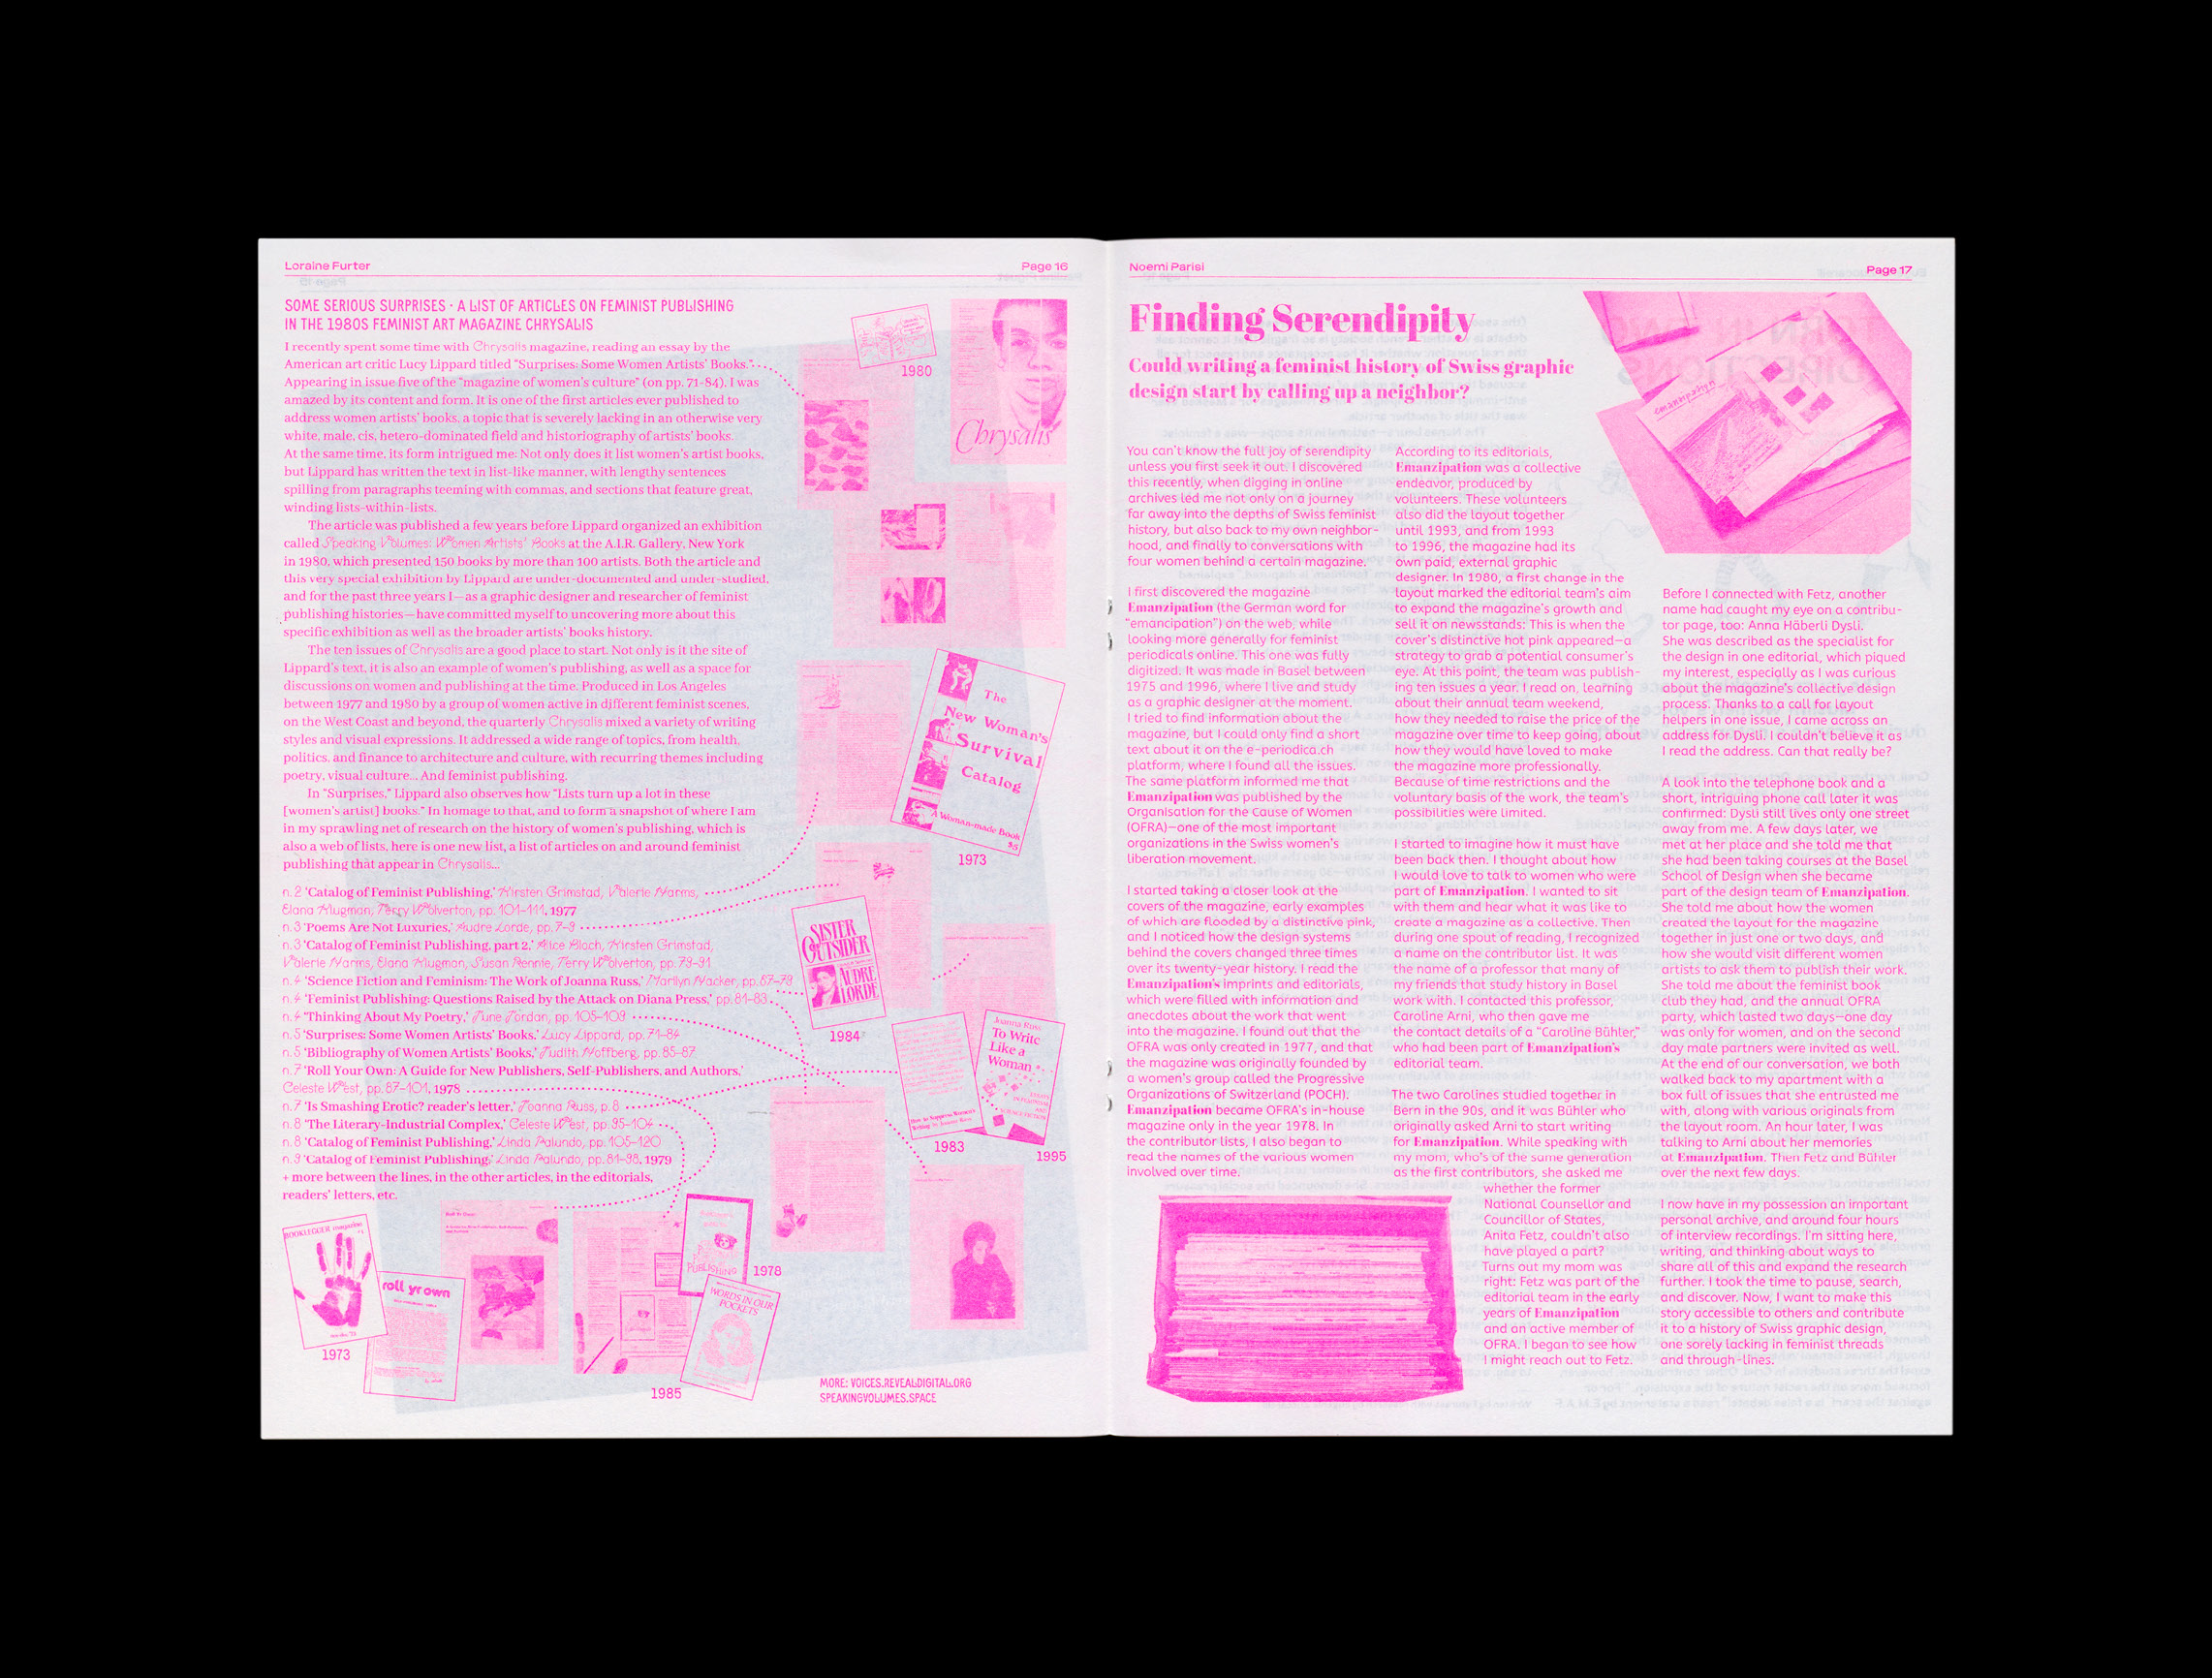 Loraine Furter
Page 16
SOME SERIOUS SURPRISES · A LIST OF ARTICLES ON FEMINIST PUBLISHING
IN THE 1980S FEMINIST ART MAGAZINE CHRYSALIS
I recently spent some time with Chrysalis magazine, reading an essay by the
American art critic Lucy Lippard titled "Surprises: Some Women Artists' Books."
Appearing in issue five of the "magazine of women's culture" (on pp. 71-84). I was
amazed by its content and form. It is one of the first articles ever published to
address women artists' books, a topic that is severely lacking in an otherwise very
white, male, cis, hetero-dominated field and historiography of artists' books.
At the same time, its form intrigued me: Not only does it list women's artist books,
but Lippard has written the text in list-like manner, with lengthy sentences
spilling from paragraphs teeming with commas, and sections that feature great,
winding lists-within-lists.
The article was published a few years before Lippard organized an exhibition
called Speaking Volumes: Women Artists' Books at the A.I.R. Gallery, New York
in 1980, which presented 150 books by more than 100 artists. Both the article and
this very special exhibition by Lippard are under-documented and under-studied,
and for the past three years I—as a graphic designer and researcher of feminist
publishing histories—have committed myself to uncovering more about this
specific exhibition as well as the broader artists' books history.
The ten issues of Chrysalis are a good place to start. Not only is it the site of
Lippard's text, it is also an example of women's publishing, as well as a space for
discussions on women and publishing at the time. Produced in Los Angeles
between 1977 and 1980 by a group of women active in different feminist scenes,
on the West Coast and beyond, the quarterly Chrysalis mixed a variety of writing
styles and visual expressions. It addressed a wide range of topics, from health,
politics, and finance to architecture and culture, with recurring themes including
poetry, visual culture... And feminist publishing.
In "Surprises," Lippard also observes how "Lists turn up a lot in these
[women's artist] books." In homage to that, and to form a snapshot of where I am
in my sprawling net of research on the history of women's publishing, which is
also a web of lists, here is one new list, a list of articles on and around feminist
publishing that appear in Chrysalis...
n.2 'Catalog of Feminist Publishing,' Kirsten Grimstad, Valerie Harms,
Elana Klugman, Terry Wolverton, pp. 101–111, 1977
n.3 'Poems Are Not Luxuries,' Audre Lorde, pp. 7–9
n.3 'Catalog of Feminist Publishing, part 2,' Alice Bloch, Kirsten Grimstad,
Valerie Harms, Elana Klugman, Susan Rennie, Terry Wolverton, pp. 79–91
n.4 'Science Fiction and Feminism: The Work of Joanna Russ,' Marilyn Hacker, pp. 67–79
n.4 'Feminist Publishing: Questions Raised by the Attack on Diana Press,' pp. 81–83
n.4 'Thinking About My Poetry,' June Jordan, pp. 105–109
n.5 'Surprises: Some Women Artists' Books,' Lucy Lippard, pp. 71–84
n.5 'Bibliography of Women Artists' Books,' Judith Hoffberg, pp. 85–87
n.7 'Roll Your Own: A Guide for New Publishers, Self-Publishers, and Authors,'
Celeste West, pp. 87–101, 1978
n.7 'Is Smashing Erotic? reader's letter,' Joanna Russ, p. 8
n.8 'The Literary-Industrial Complex,' Celeste West, pp. 95–104
n.8 'Catalog of Feminist Publishing,' Linda Palundo, pp. 105–120
n.9 'Catalog of Feminist Publishing,' Linda Palundo, pp. 81–98, 1979
+ more between the lines, in the other articles, in the editorials,
readers' letters, etc.
1980
Chrysalis
The
New Woman's
Survival
Catalog
A Woman-made Book
$5
1973
SISTER
OUTSIDER
AUDRE
LORDE
1984
How to Suppress Women's
Writing by Joanna Russ
1983
Joanna Russ
To Write
Like a
Woman
1995
BOOKLEGGER magazine
1973
roll yr own
PUBLISHING
1978
WORDS IN OUR
POCKETS
1985
MORE: VOICES.REVEALDIGITAL.ORG
SPEAKINGVOLUMES.SPACE
Noemi Parisi
Page 17
Finding Serendipity
Could writing a feminist history of Swiss graphic
design start by calling up a neighbor?
emanzipation
You can't know the full joy of serendipity
unless you first seek it out. I discovered
this recently, when digging in online
archives led me not only on a journey
far away into the depths of Swiss feminist
history, but also back to my own neighbor-
hood, and finally to conversations with
four women behind a certain magazine.
I first discovered the magazine
Emanzipation (the German word for
"emancipation") on the web, while
looking more generally for feminist
periodicals online. This one was fully
digitized. It was made in Basel between
1975 and 1996, where I live and study
as a graphic designer at the moment.
I tried to find information about the
magazine, but I could only find a short
text about it on the e-periodica.ch
platform, where I found all the issues.
The same platform informed me that
Emanzipation was published by the
Organisation for the Cause of Women
(OFRA)—one of the most important
organizations in the Swiss women's
liberation movement.
I started taking a closer look at the
covers of the magazine, early examples
of which are flooded by a distinctive pink,
and I noticed how the design systems
behind the covers changed three times
over its twenty-year history. I read the
Emanzipation's imprints and editorials,
which were filled with information and
anecdotes about the work that went
into the magazine. I found out that the
OFRA was only created in 1977, and that
the magazine was originally founded by
a women's group called the Progressive
Organizations of Switzerland (POCH).
Emanzipation became OFRA's in-house
magazine only in the year 1978. In
the contributor lists, I also began to
read the names of the various women
involved over time.
According to its editorials,
Emanzipation was a collective
endeavor, produced by
volunteers. These volunteers
also did the layout together
until 1993, and from 1993
to 1996, the magazine had its
own paid, external graphic
designer. In 1980, a first change in the
layout marked the editorial team's aim
to expand the magazine's growth and
sell it on newsstands: This is when the
cover's distinctive hot pink appeared—a
strategy to grab a potential consumer's
eye. At this point, the team was publish-
ing ten issues a year. I read on, learning
about their annual team weekend,
how they needed to raise the price of the
magazine over time to keep going, about
how they would have loved to make
the magazine more professionally.
Because of time restrictions and the
voluntary basis of the work, the team's
possibilities were limited.
I started to imagine how it must have
been back then. I thought about how
I would love to talk to women who were
part of Emanzipation. I wanted to sit
with them and hear what it was like to
create a magazine as a collective. Then
during one spout of reading, I recognized
a name on the contributor list. It was
the name of a professor that many of
my friends that study history in Basel
work with. I contacted this professor,
Caroline Arni, who then gave me
the contact details of a "Caroline Bühler,"
who had been part of Emanzipation's
editorial team.
The two Carolines studied together in
Bern in the 90s, and it was Bühler who
originally asked Arni to start writing
for Emanzipation. While speaking with
my mom, who's of the same generation
as the first contributors, she asked me
whether the former
National Counsellor and
Councillor of States,
Anita Fetz, couldn't also
have played a part?
Turns out my mom was
right: Fetz was part of the
editorial team in the early
years of Emanzipation
and an active member of
OFRA. I began to see how
I might reach out to Fetz.
Before I connected with Fetz, another
name had caught my eye on a contribu-
tor page, too: Anna Häberli Dysli.
She was described as the specialist for
the design in one editorial, which piqued
my interest, especially as I was curious
about the magazine's collective design
process. Thanks to a call for layout
helpers in one issue, I came across an
address for Dysli. I couldn't believe it as
I read the address. Can that really be?
A look into the telephone book and a
short, intriguing phone call later it was
confirmed: Dysli still lives only one street
away from me. A few days later, we
met at her place and she told me that
she had been taking courses at the Basel
School of Design when she became
part of the design team of Emanzipation.
She told me about how the women
created the layout for the magazine
together in just one or two days, and
how she would visit different women
artists to ask them to publish their work.
She told me about the feminist book
club they had, and the annual OFRA
party, which lasted two days—one day
was only for women, and on the second
day male partners were invited as well.
At the end of our conversation, we both
walked back to my apartment with a
box full of issues that she entrusted me
with, along with various originals from
the layout room. An hour later, I was
talking to Arni about her memories
at Emanzipation. Then Fetz and Bühler
over the next few days.
I now have in my possession an important
personal archive, and around four hours
of interview recordings. I'm sitting here,
writing, and thinking about ways to
share all of this and expand the research
further. I took the time to pause, search,
and discover. Now, I want to make this
story accessible to others and contribute
it to a history of Swiss graphic design,
one sorely lacking in feminist threads
and through-lines.